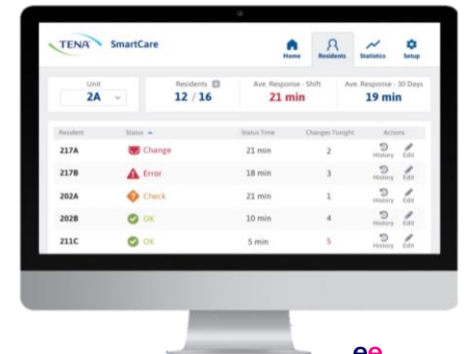 TENA SmartCare
Home Residents Statistics Setup
Unit Residents Ave. Response - Shift Ave. Response - 30 Days
2A 12 / 16 21 min 19 min
Resident Status Status Time Changes Tonight Actions
217A Change 21 min 2 History Edit
217B Error 18 min 3 History Edit
202A Check 21 min 1 History Edit
202B OK 10 min 4 History Edit
211C OK 5 min 5 History Edit